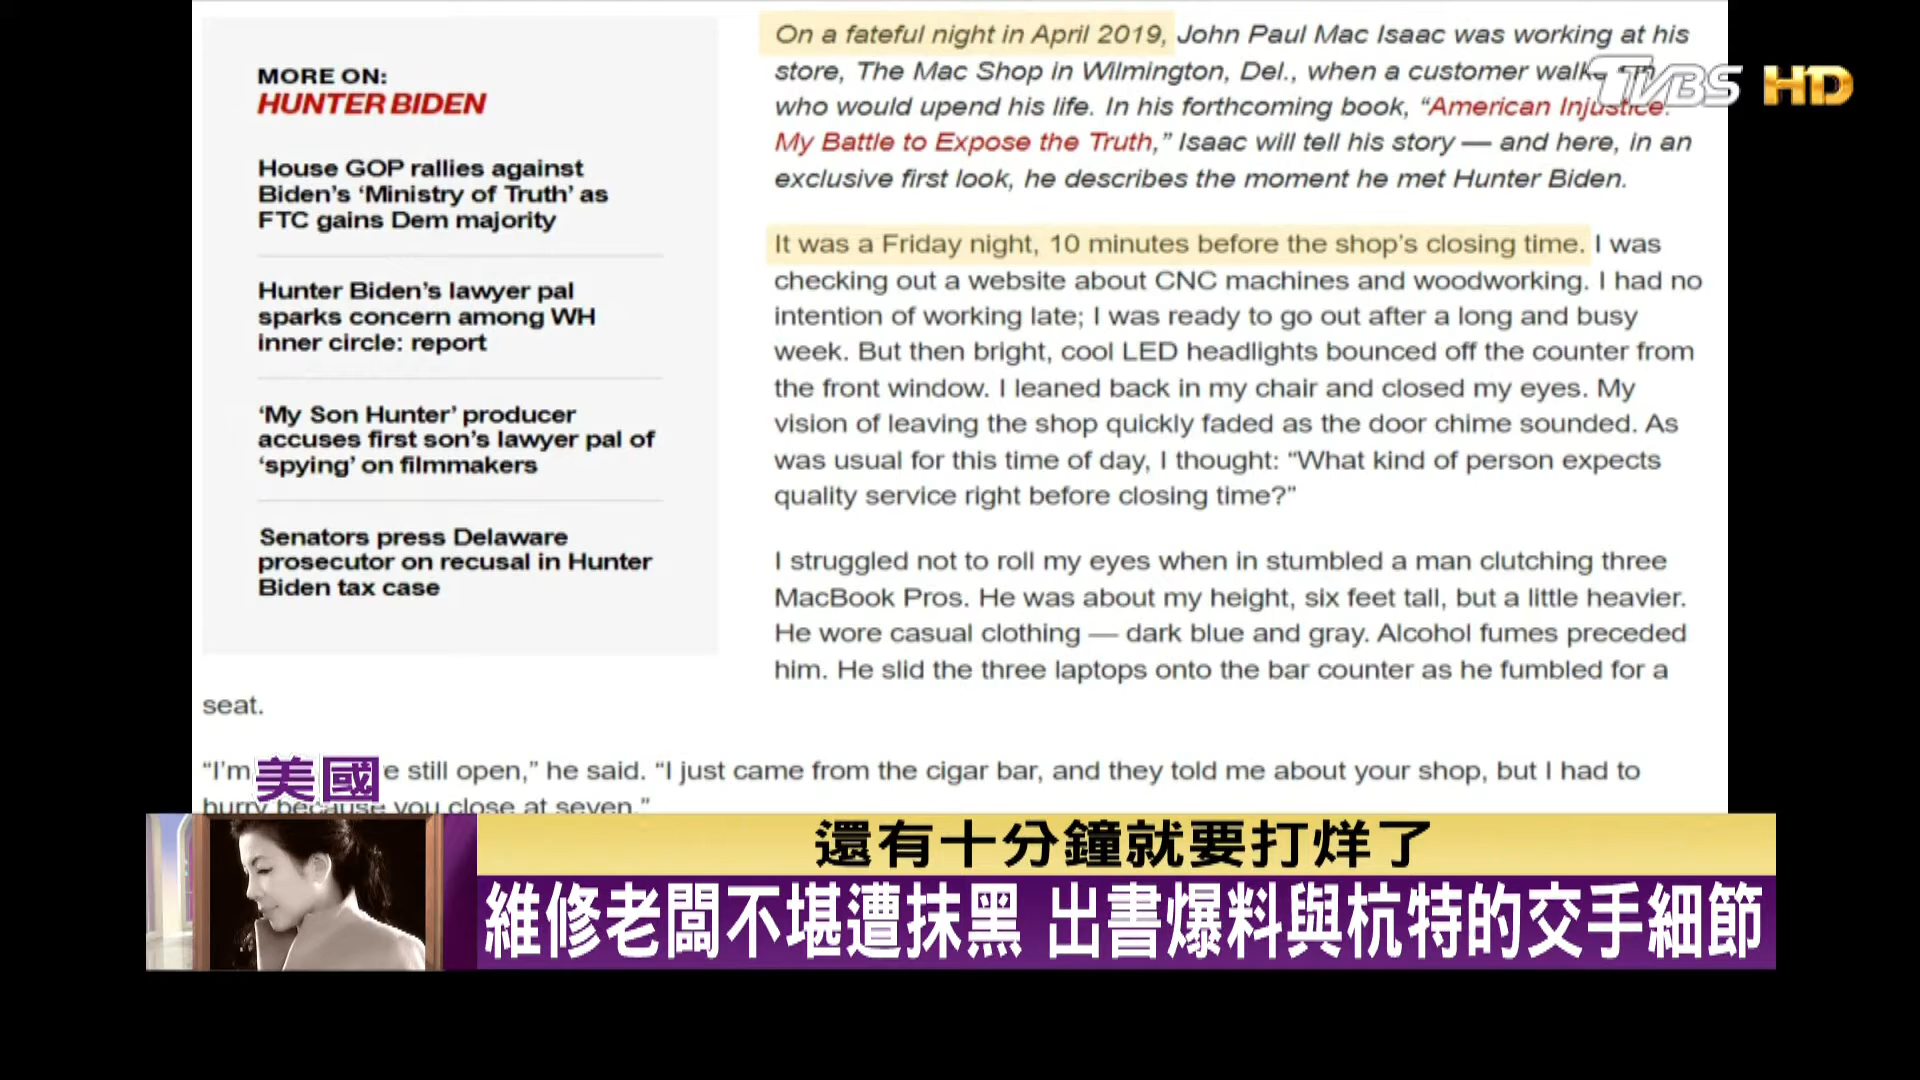 MORE ON:
HUNTER BIDEN
House GOP rallies against
Biden’s ‘Ministry of Truth’ as
FTC gains Dem majority
Hunter Biden’s lawyer pal
sparks concern among WH
inner circle: report
‘My Son Hunter’ producer
accuses first son’s lawyer pal of
‘spying’ on filmmakers
Senators press Delaware
prosecutor on recusal in Hunter
Biden tax case
On a fateful night in April 2019, John Paul Mac Isaac was working at his
store, The Mac Shop in Wilmington, Del., when a customer
who would upend his life. In his forthcoming book, “American Injustice:
My Battle to Expose the Truth,” Isaac will tell his story — and here, in an
exclusive first look, he describes the moment he met Hunter Biden.
It was a Friday night, 10 minutes before the shop’s closing time. I was
checking out a website about CNC machines and woodworking. I had no
intention of working late; I was ready to go out after a long and busy
week. But then bright, cool LED headlights bounced off the counter from
the front window. I leaned back in my chair and closed my eyes. My
vision of leaving the shop quickly faded as the door chime sounded. As
was usual for this time of day, I thought: “What kind of person expects
quality service right before closing time?”
I struggled not to roll my eyes when in stumbled a man clutching three
MacBook Pros. He was about my height, six feet tall, but a little heavier.
He wore casual clothing — dark blue and gray. Alcohol fumes preceded
him. He slid the three laptops onto the bar counter as he fumbled for a
seat.
“I’m still open,” he said. “I just came from the cigar bar, and they told me about your shop, but I had to
hurry because you close at seven.”
TVBS HD
美國
還有十分鐘就要打烊了
維修老闆不堪遭抹黑 出書爆料與杭特的交手細節